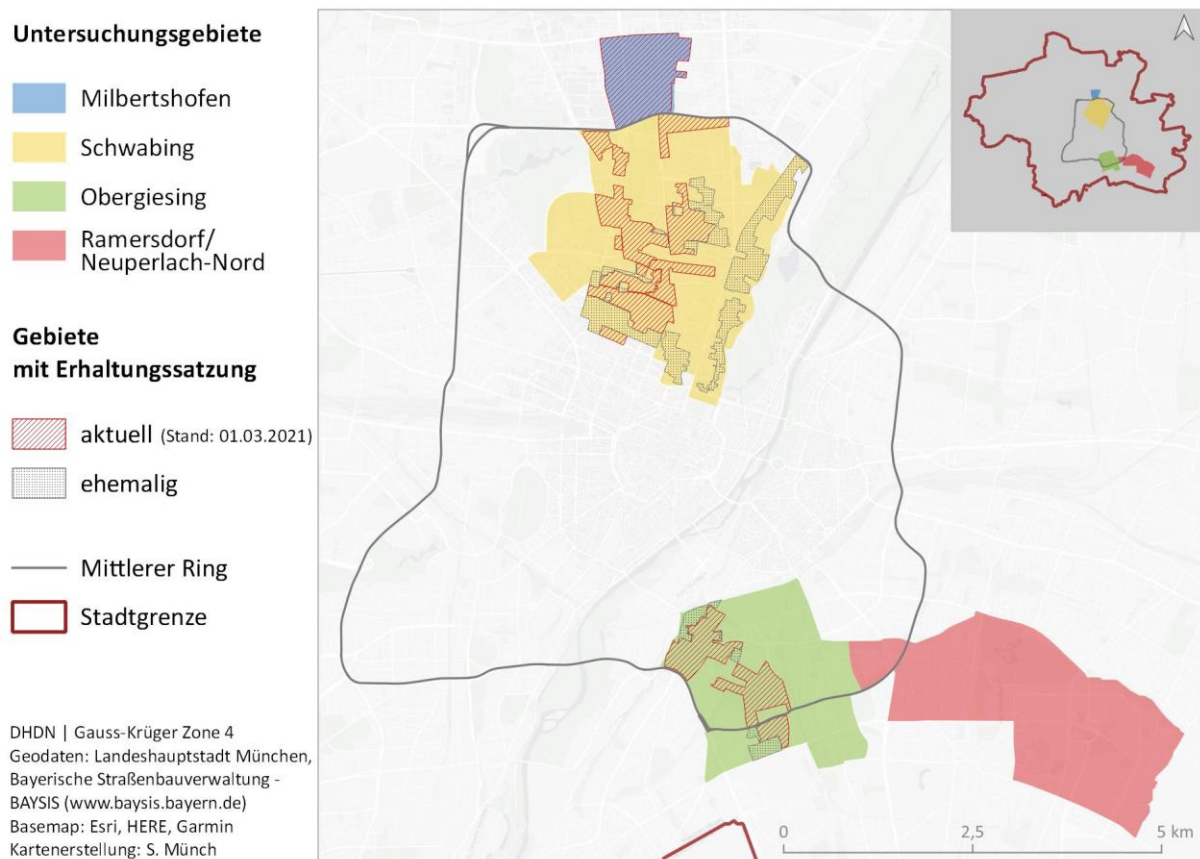 Untersuchungsgebiete
Milbertshofen
Schwabing
Obergiesing
Ramersdorf/
Neuperlach-Nord
Gebiete
mit Erhaltungssatzung
aktuell (Stand: 01.03.2021)
ehemalig
Mittlerer Ring
Stadtgrenze
DHDN | Gauss-Krüger Zone 4
Geodaten: Landeshauptstadt München,
Bayerische Straßenbauverwaltung -
BAYSIS (www.baysis.bayern.de)
Basemap: Esri, HERE, Garmin
Kartenerstellung: S. Münch
0 2,5 5 km